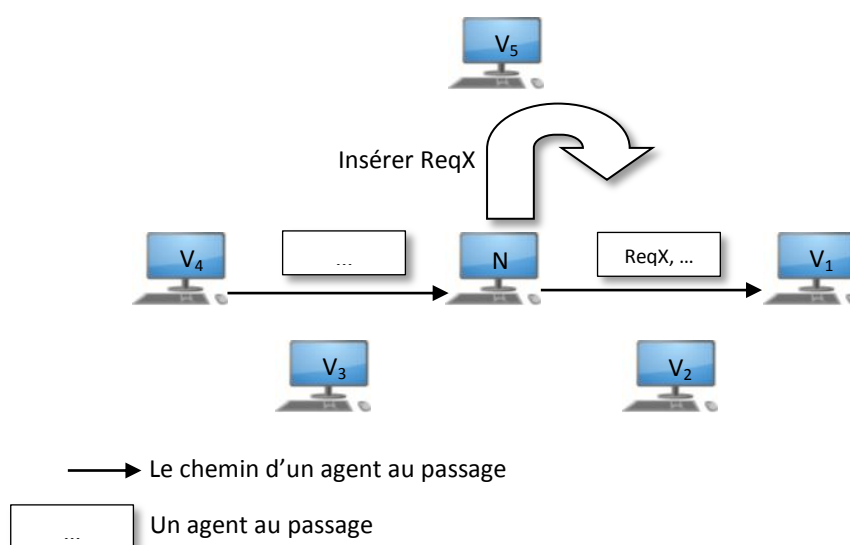 V₅
Insérer ReqX
V₄
...
N
ReqX, ...
V₁
V₃
V₂
Le chemin d’un agent au passage
... Un agent au passage